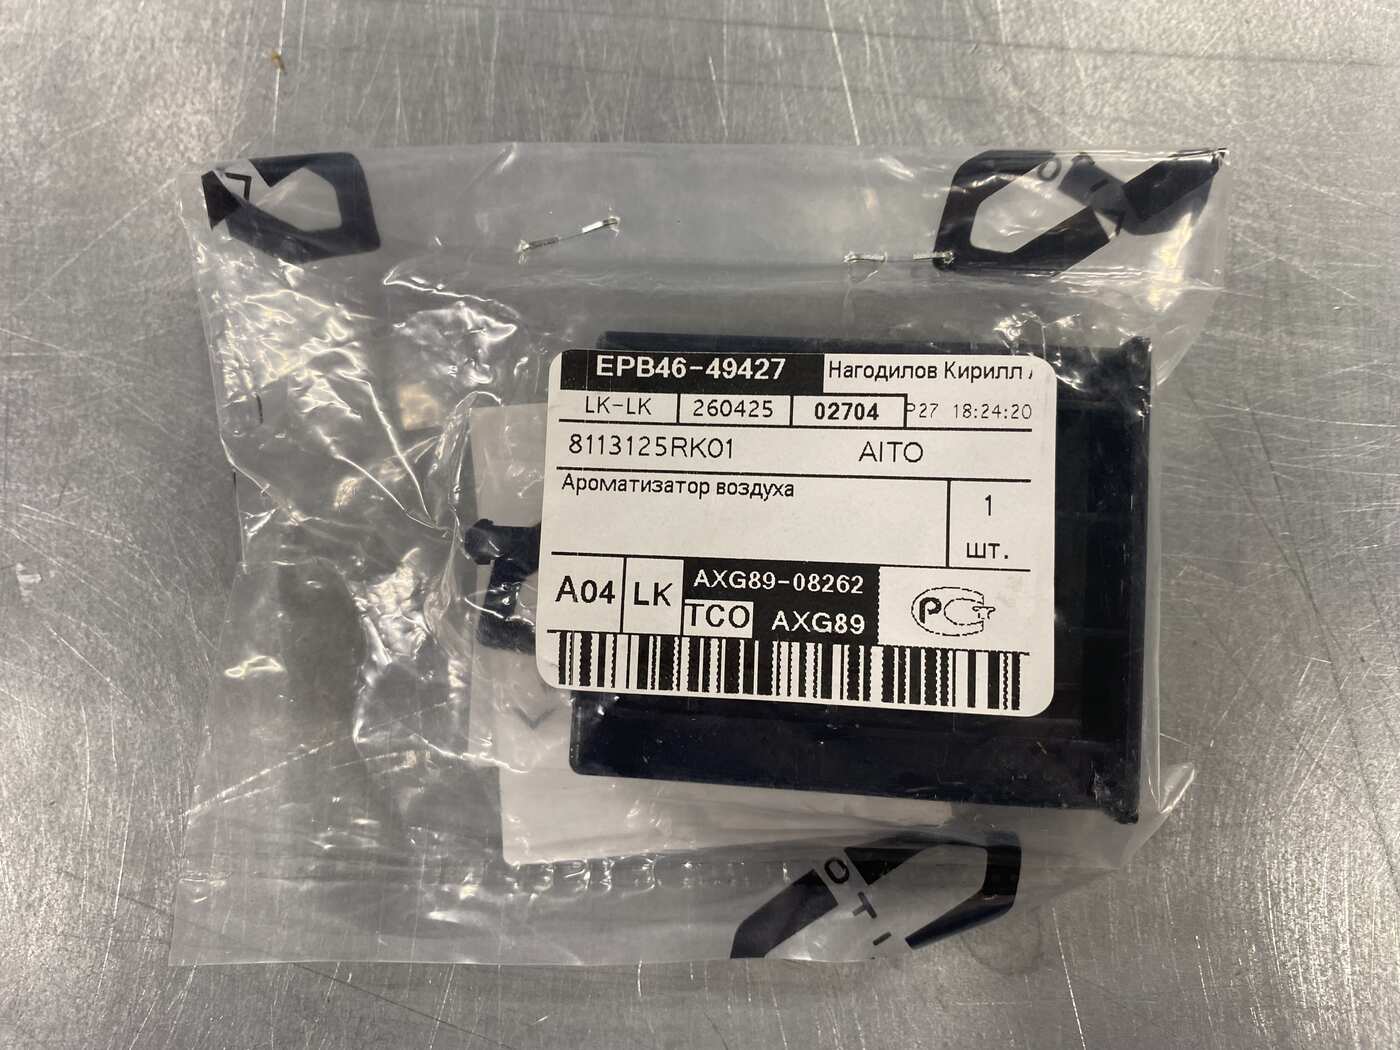 EPB46-49427 Нагодилов Кирилл
LK-LK 260425 02704 P27 18:24:20
8113125RK01 AITO
Ароматизатор воздуха
1
шт.
A04 LK AXG89-08262
TCO AXG89